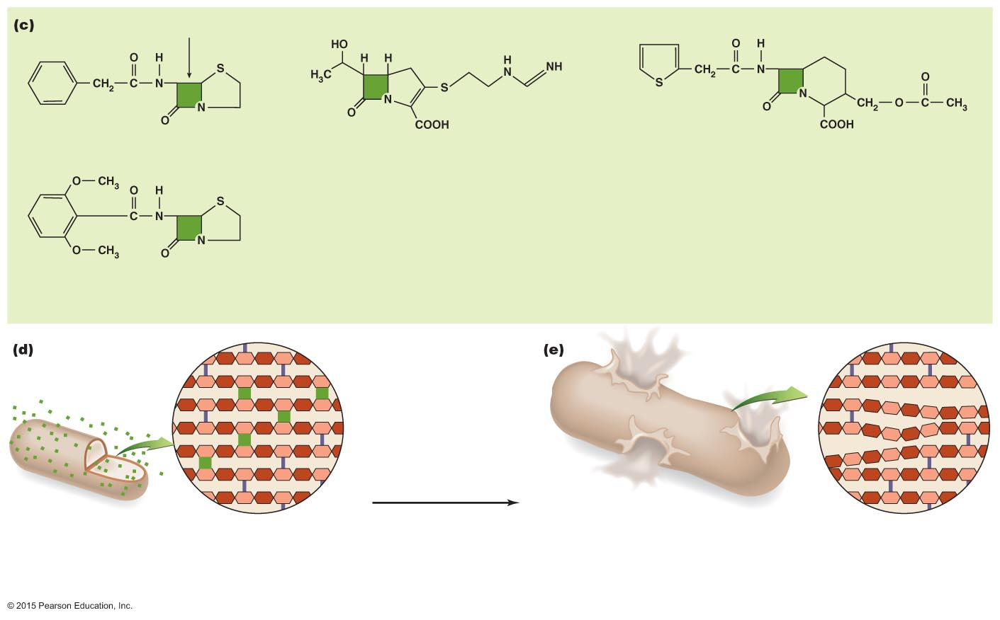 (c)
O H S
CH2 C N
N
O
HO
H H
H3C
N
O
S
H
N
NH
COOH
O H
S
CH2 C N
N
O
COOH
CH2 O C CH3
O
O CH3
O H S
C N
N
O
O CH3
(d)
(e)
© 2015 Pearson Education, Inc.